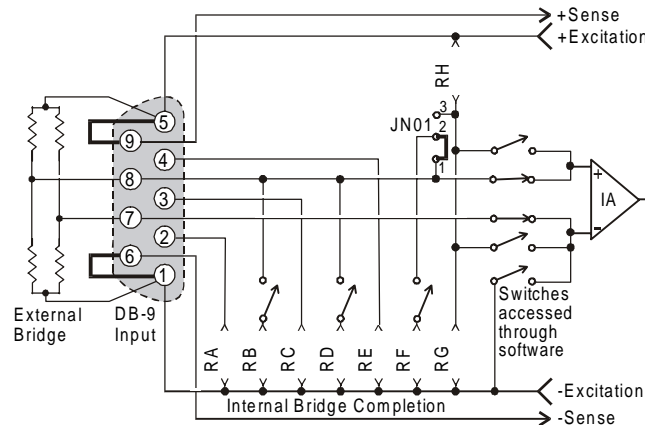 +Sense
+Excitation
RH
5
9
4
8
3
7
2
6
1
3
JN01
2
1
+
IA
-
External
Bridge
DB-9
Input
RA
RB
RC
RD
RE
RF
RG
Switches
accessed
through
software
-Excitation
Internal Bridge Completion
-Sense